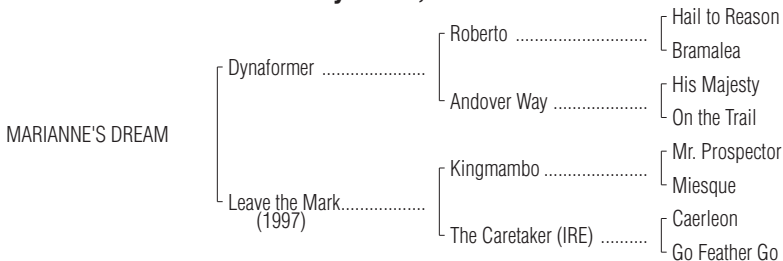 Hail to Reason
Roberto ............................
Bramalea
Dynaformer ......................
His Majesty
Andover Way ....................
On the Trail
MARIANNE'S DREAM
Mr. Prospector
Kingmambo ......................
Miesque
Leave the Mark..................
(1997)
Caerleon
The Caretaker (IRE) ..........
Go Feather Go